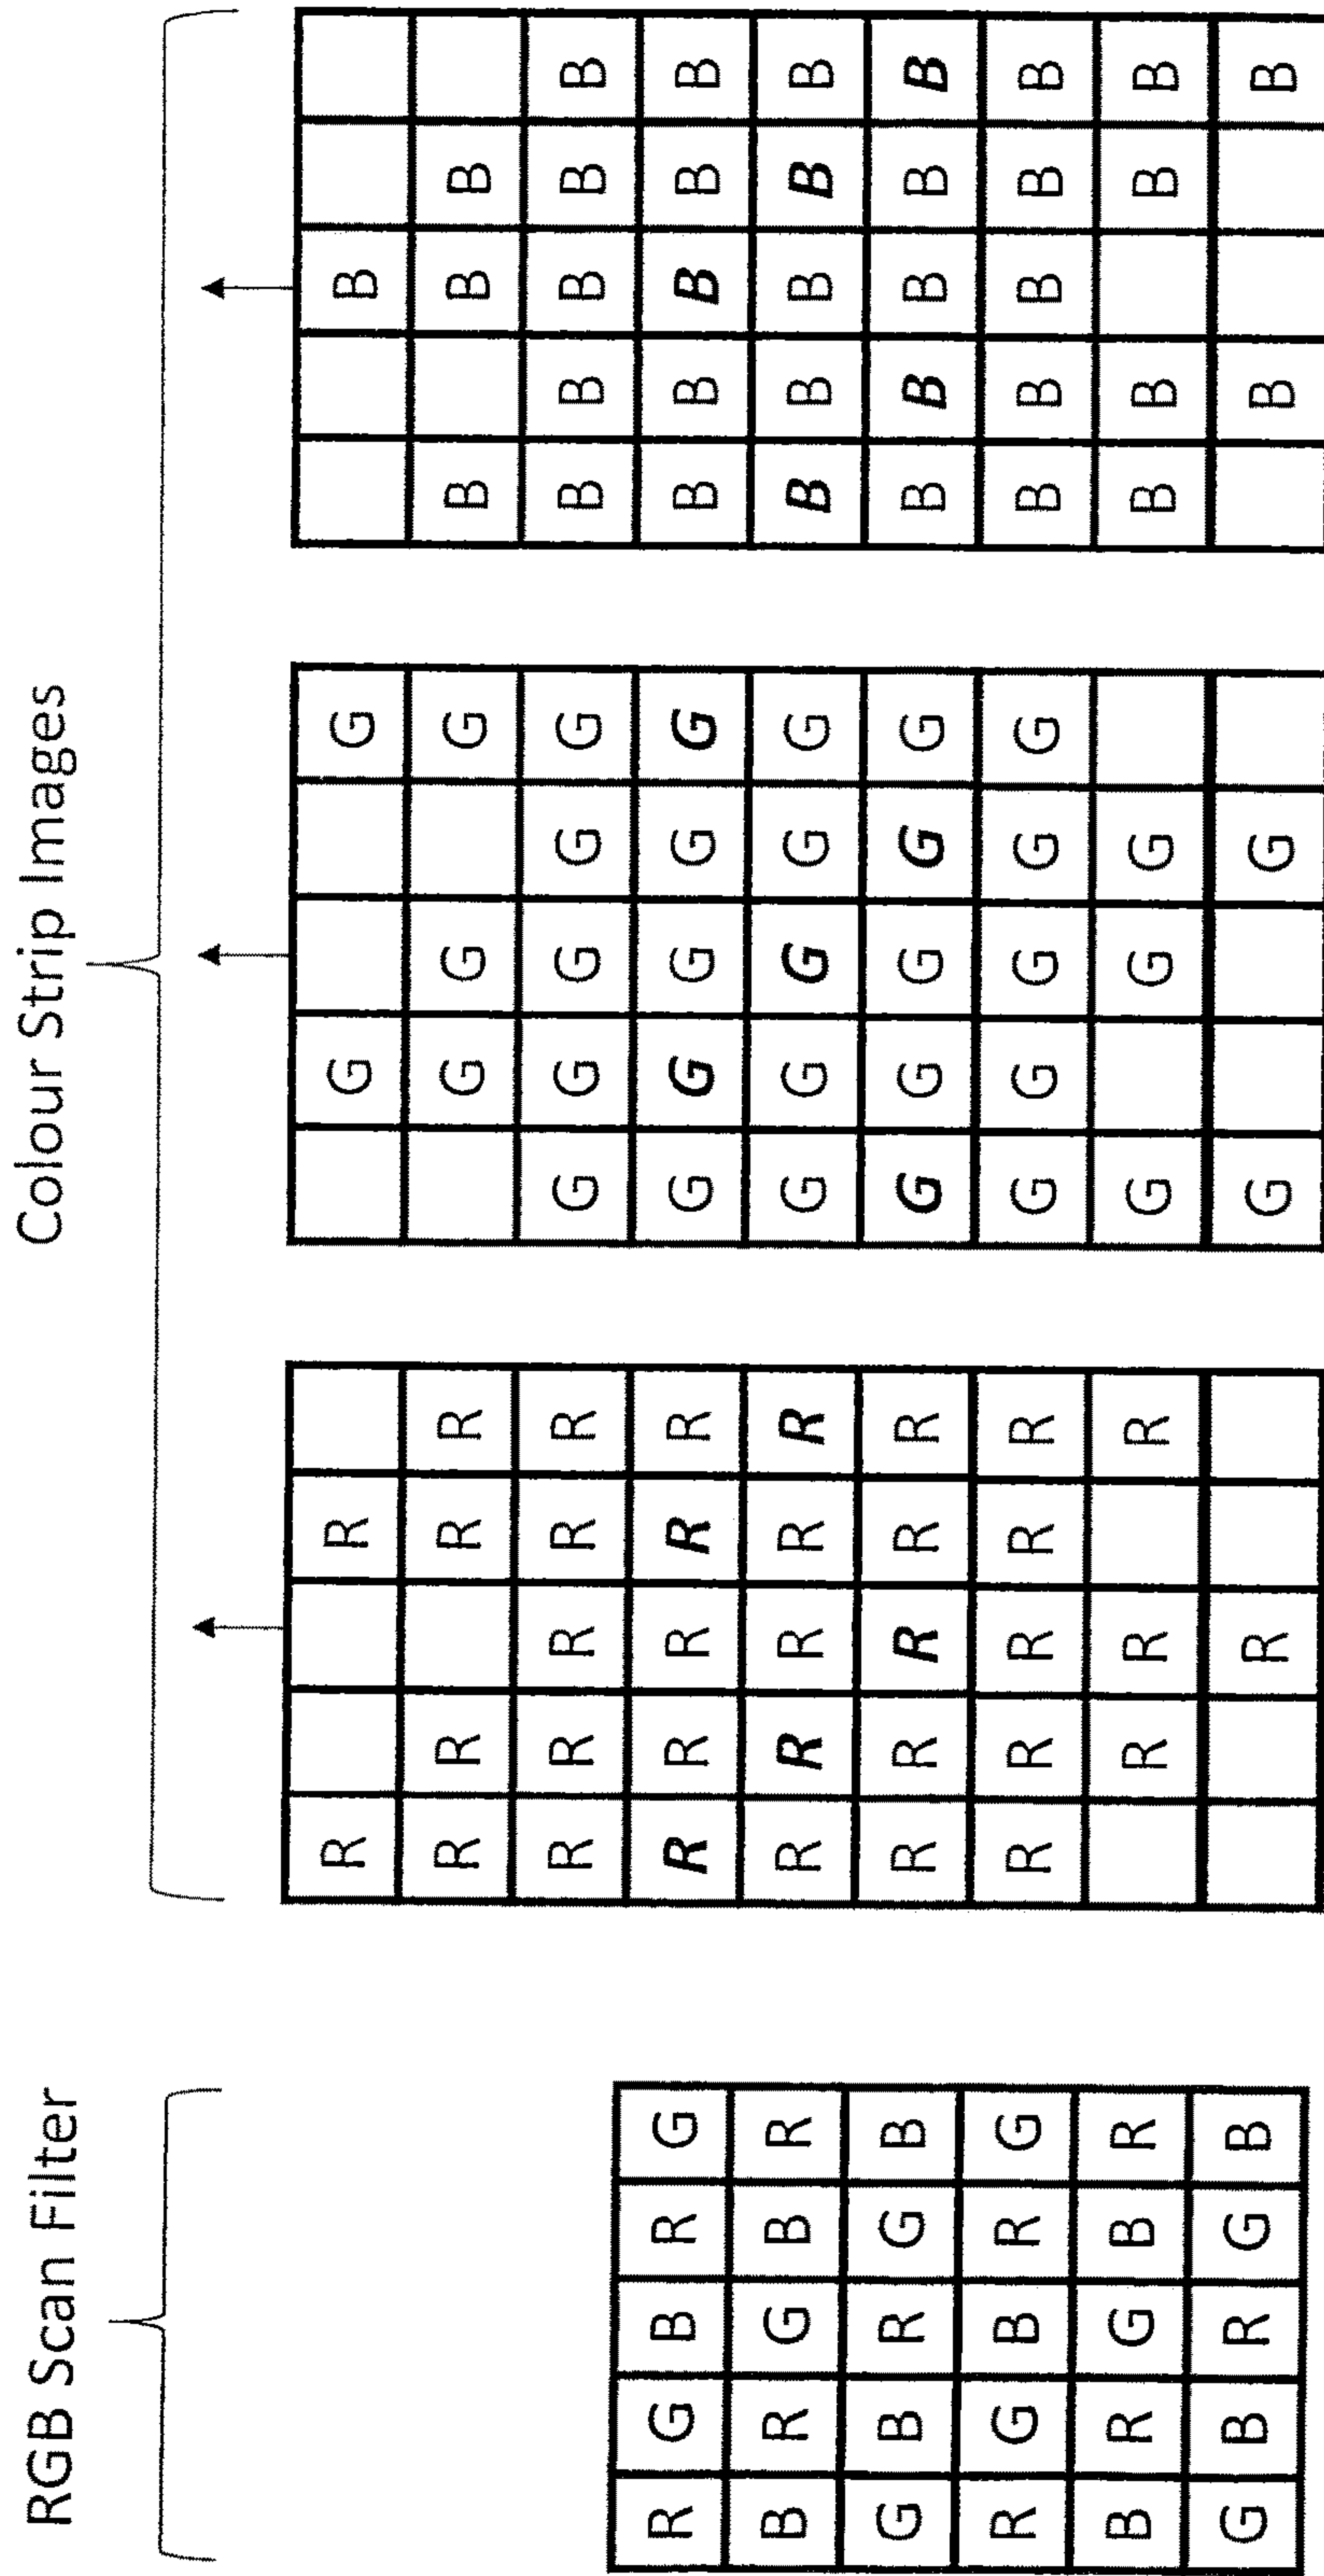 RGB Scan Filter Colour Strip Images
R R G G B
R R R R G G G B B B
R R R R R G G G G G B B B B B
R G B R G R R R R R G G G G G B B B B B
B R G B R R R R R R G G G G G B B B B B
G B R G B R R R R R G G G G G B B B B B
R G B R G R R R R R G G G G G B B B B B
B R G B R R R R G G G B B B B
G B R G B R G G B B